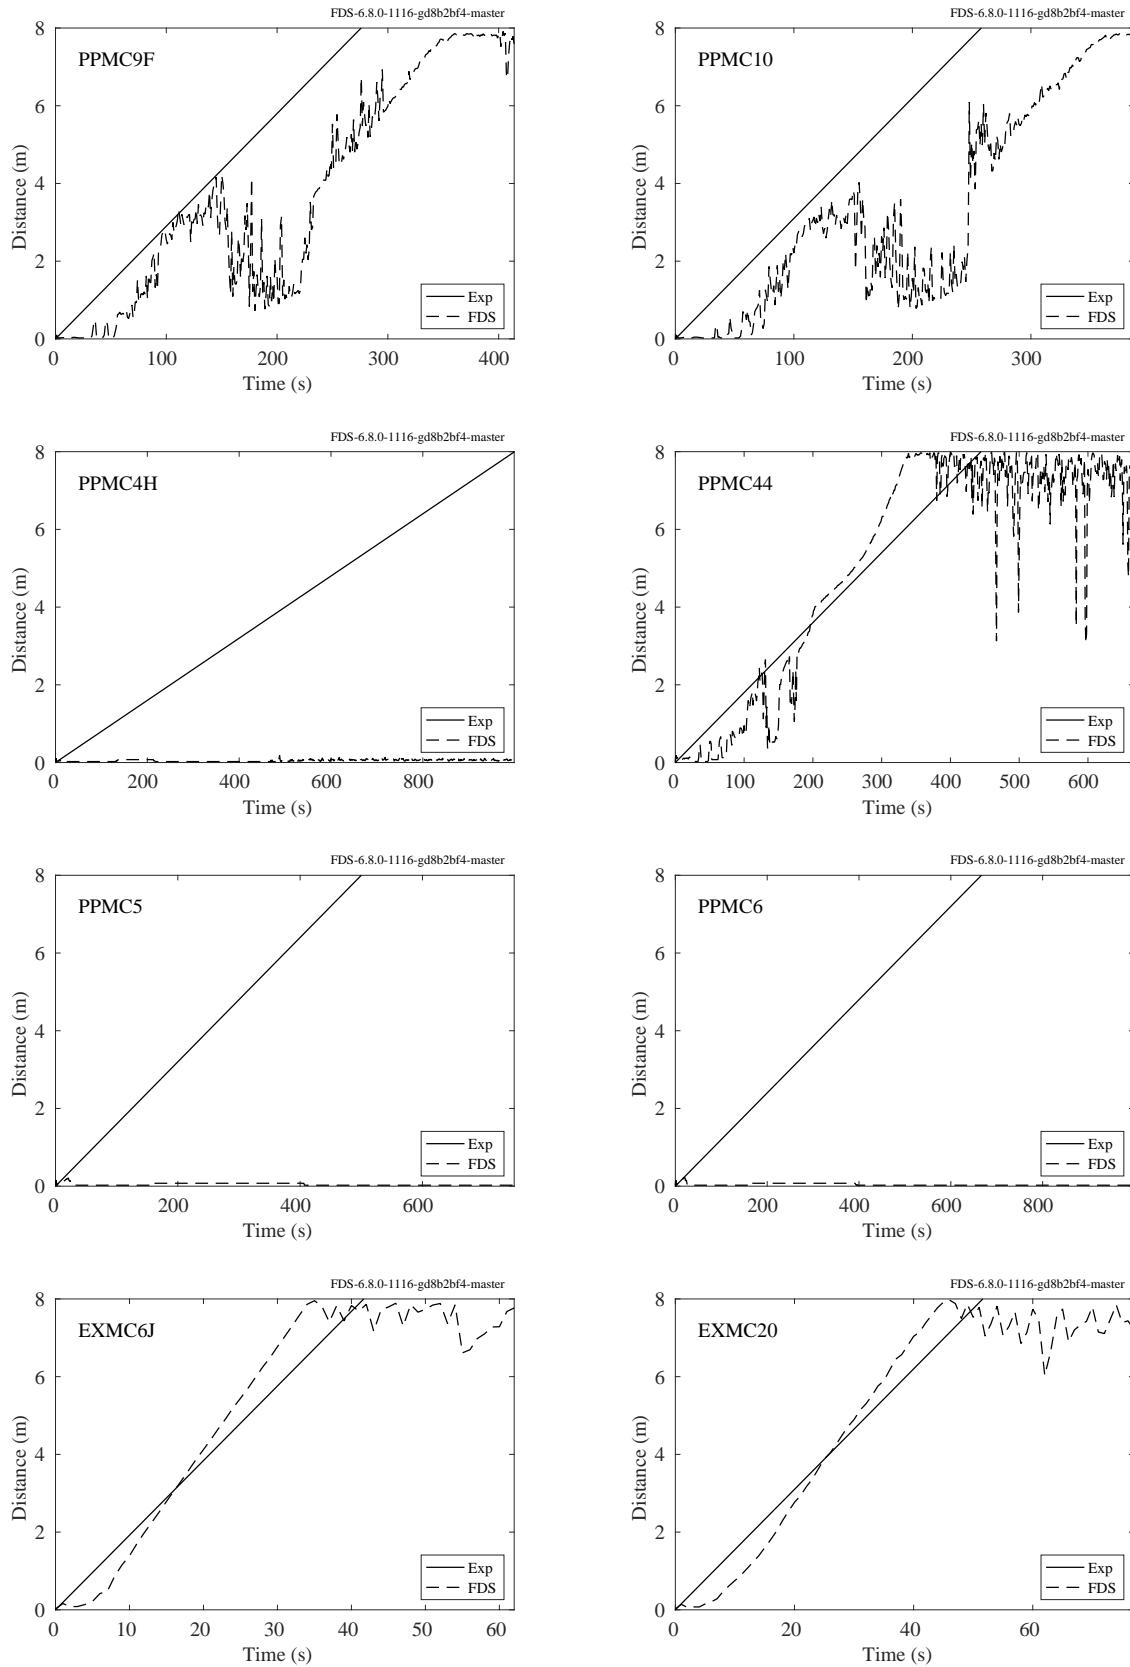 FDS-6.8.0-1116-gd8b2bf4-master
PPMC9F
Distance (m)
8
6
4
2
0
Exp
FDS
0 100 200 300 400
Time (s)
FDS-6.8.0-1116-gd8b2bf4-master
PPMC10
Distance (m)
8
6
4
2
0
Exp
FDS
0 100 200 300
Time (s)
FDS-6.8.0-1116-gd8b2bf4-master
PPMC4H
Distance (m)
8
6
4
2
0
Exp
FDS
0 200 400 600 800
Time (s)
FDS-6.8.0-1116-gd8b2bf4-master
PPMC44
Distance (m)
8
6
4
2
0
Exp
FDS
0 100 200 300 400 500 600
Time (s)
FDS-6.8.0-1116-gd8b2bf4-master
PPMC5
Distance (m)
8
6
4
2
0
Exp
FDS
0 200 400 600
Time (s)
FDS-6.8.0-1116-gd8b2bf4-master
PPMC6
Distance (m)
8
6
4
2
0
Exp
FDS
0 200 400 600 800
Time (s)
FDS-6.8.0-1116-gd8b2bf4-master
EXMC6J
Distance (m)
8
6
4
2
0
Exp
FDS
0 10 20 30 40 50 60
Time (s)
FDS-6.8.0-1116-gd8b2bf4-master
EXMC20
Distance (m)
8
6
4
2
0
Exp
FDS
0 20 40 60
Time (s)